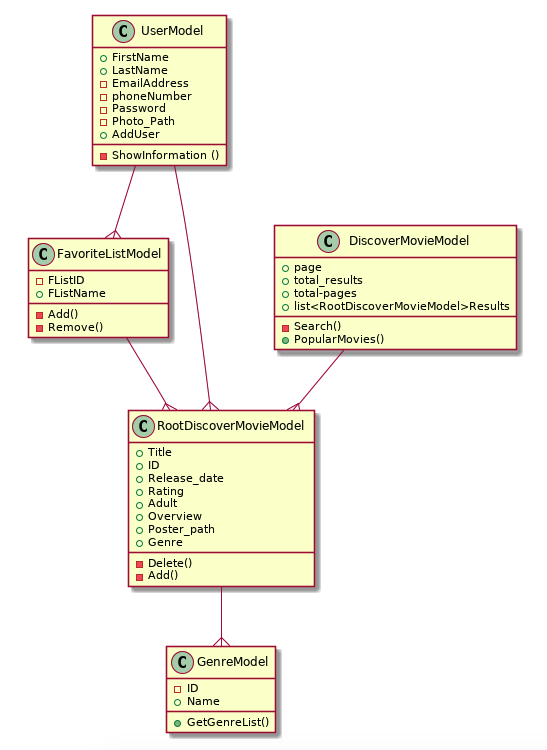 C UserModel
FirstName
LastName
EmailAddress
phoneNumber
Password
Photo_Path
AddUser
ShowInformation ()
C FavoriteListModel
FListID
FListName
Add()
Remove()
C DiscoverMovieModel
page
total_results
total-pages
list<RootDiscoverMovieModel>Results
Search()
PopularMovies()
C RootDiscoverMovieModel
Title
ID
Release_date
Rating
Adult
Overview
Poster_path
Genre
Delete()
Add()
C GenreModel
ID
Name
GetGenreList()